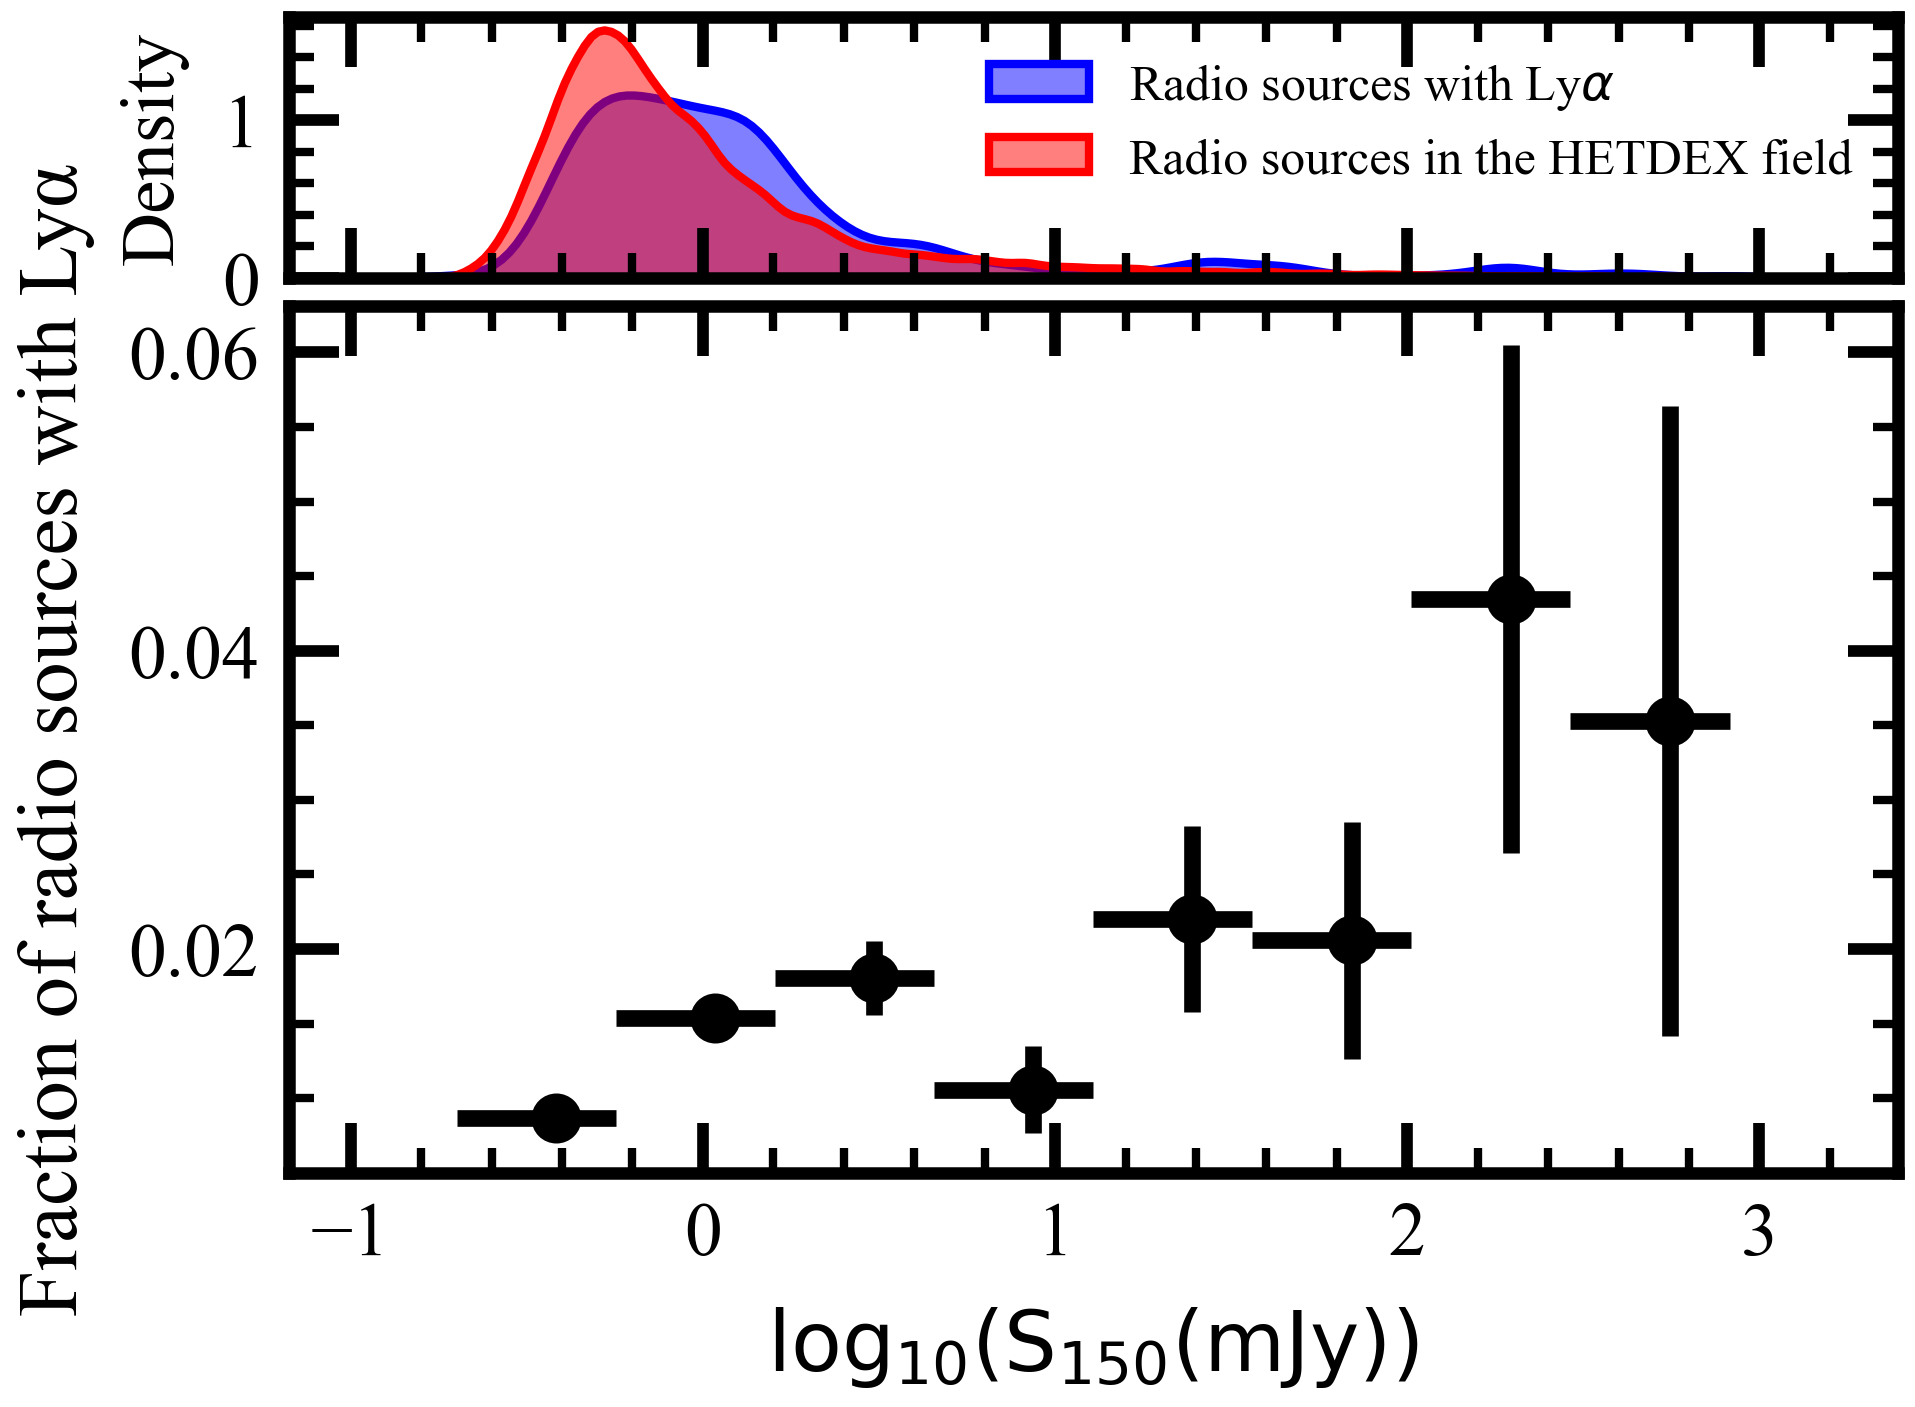 Density
1
0
Radio sources with Lyα
Radio sources in the HETDEX field
Fraction of radio sources with Lyα
0.06
0.04
0.02
−1
0
1
2
3
log₁₀(S₁₅₀(mJy))